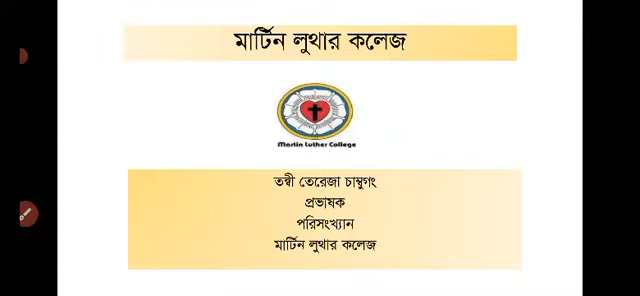 মার্টিন লুথার কলেজ
Martin Luther College
তন্বী তেরেজা চাম্বুগং
প্রভাষক
পরিসংখ্যান
মার্টিন লুথার কলেজ